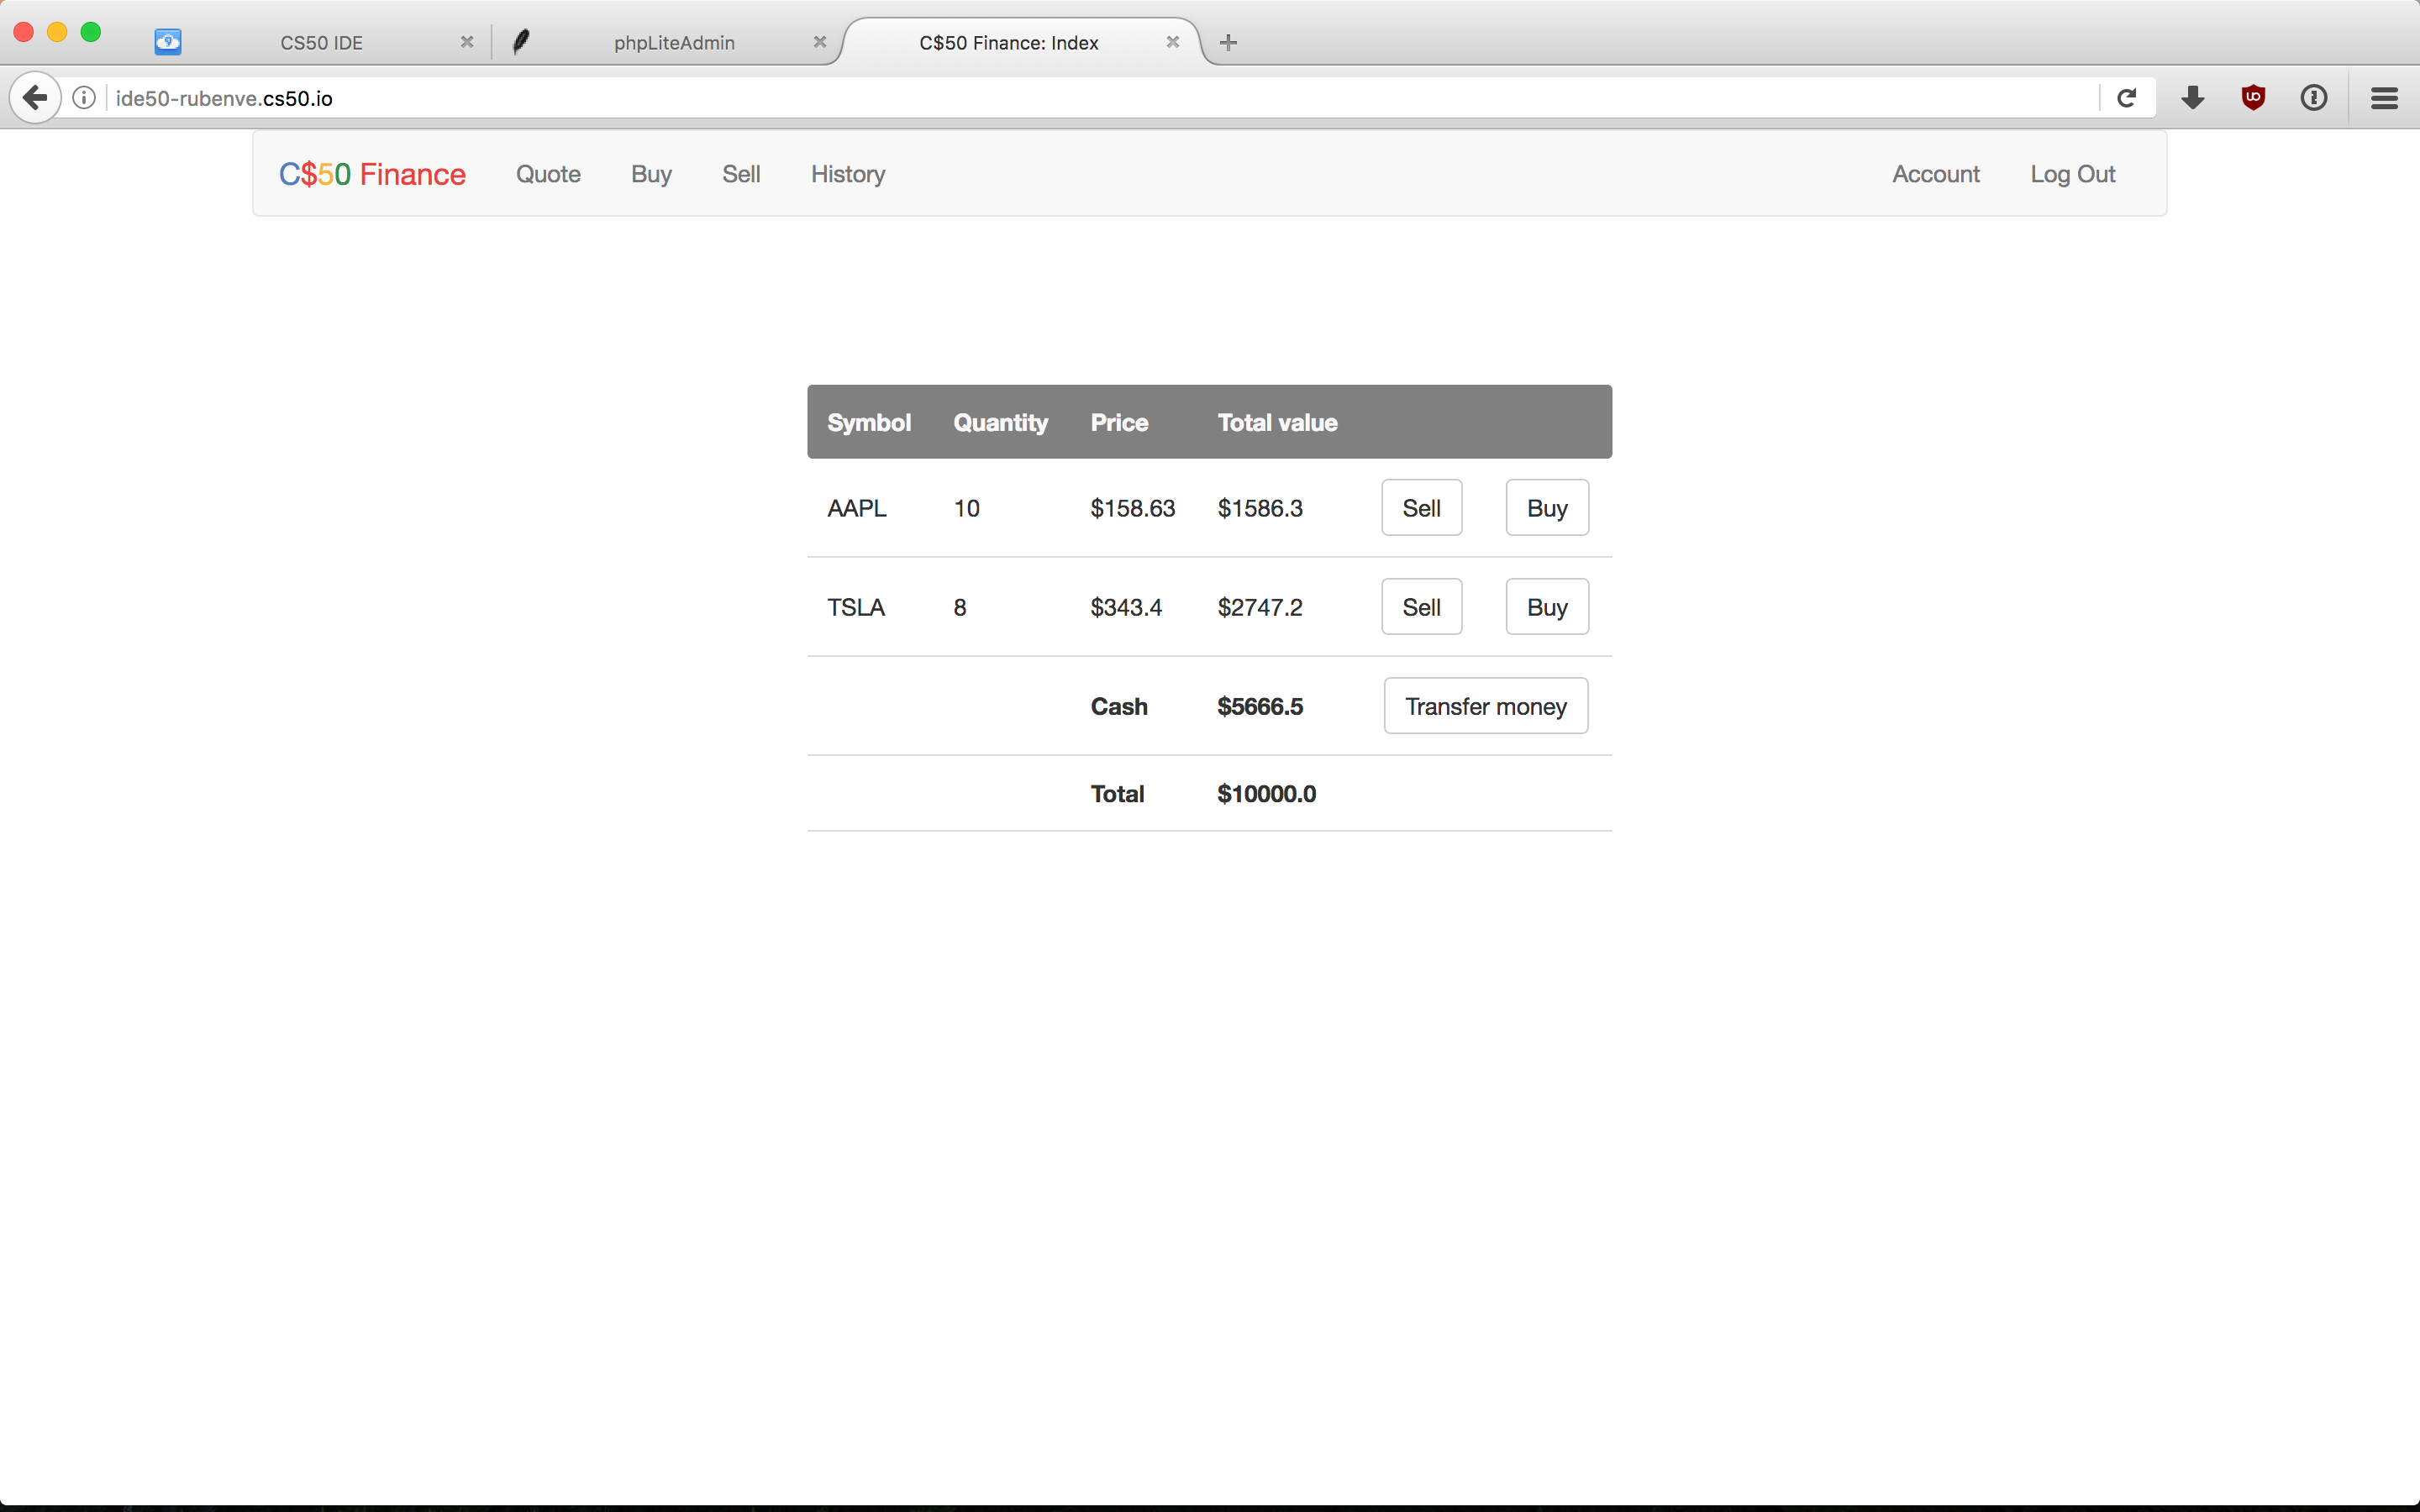 CS50 IDE phpLiteAdmin C$50 Finance: Index
ide50-rubenve.cs50.io
C$50 Finance Quote Buy Sell History Account Log Out
Symbol Quantity Price Total value
AAPL 10 $158.63 $1586.3 Sell Buy
TSLA 8 $343.4 $2747.2 Sell Buy
Cash $5666.5 Transfer money
Total $10000.0